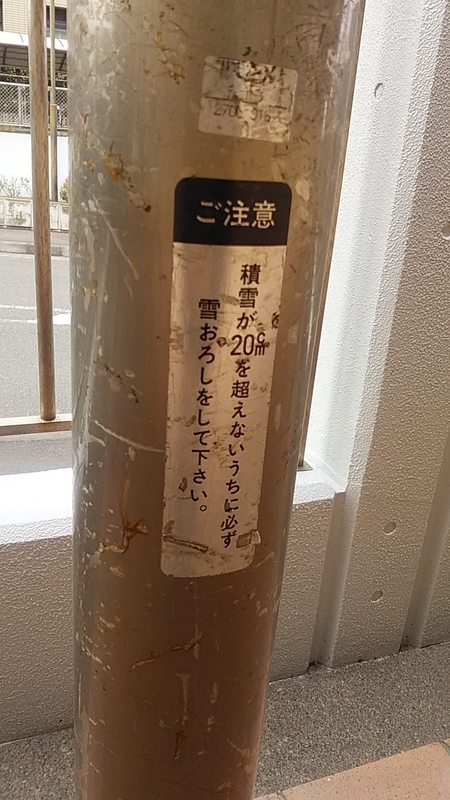 ご注意
積雪が20cmを超えないうちに必ず
雪おろしをして下さい。